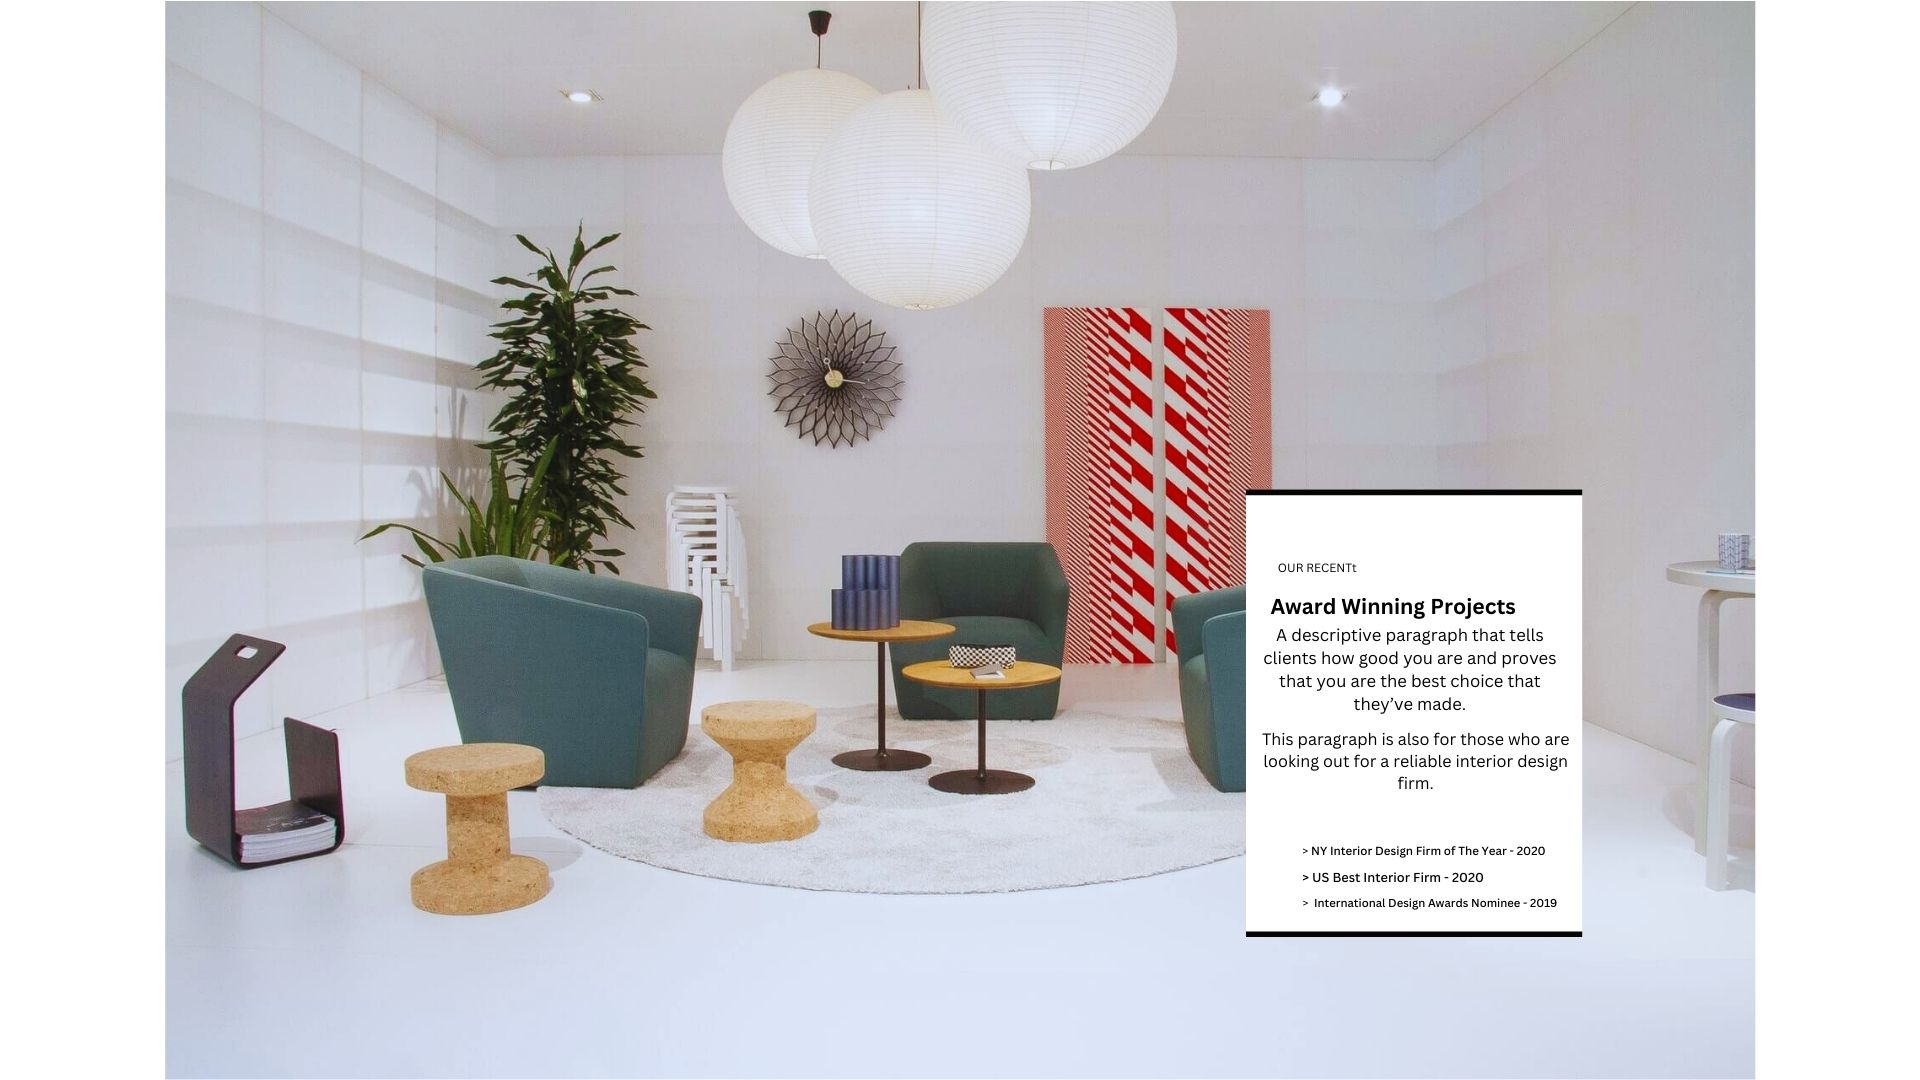 OUR RECENTt
Award Winning Projects
A descriptive paragraph that tells
clients how good you are and proves
that you are the best choice that
they’ve made.
This paragraph is also for those who are
looking out for a reliable interior design
firm.
> NY Interior Design Firm of The Year - 2020
> US Best Interior Firm - 2020
> International Design Awards Nominee - 2019